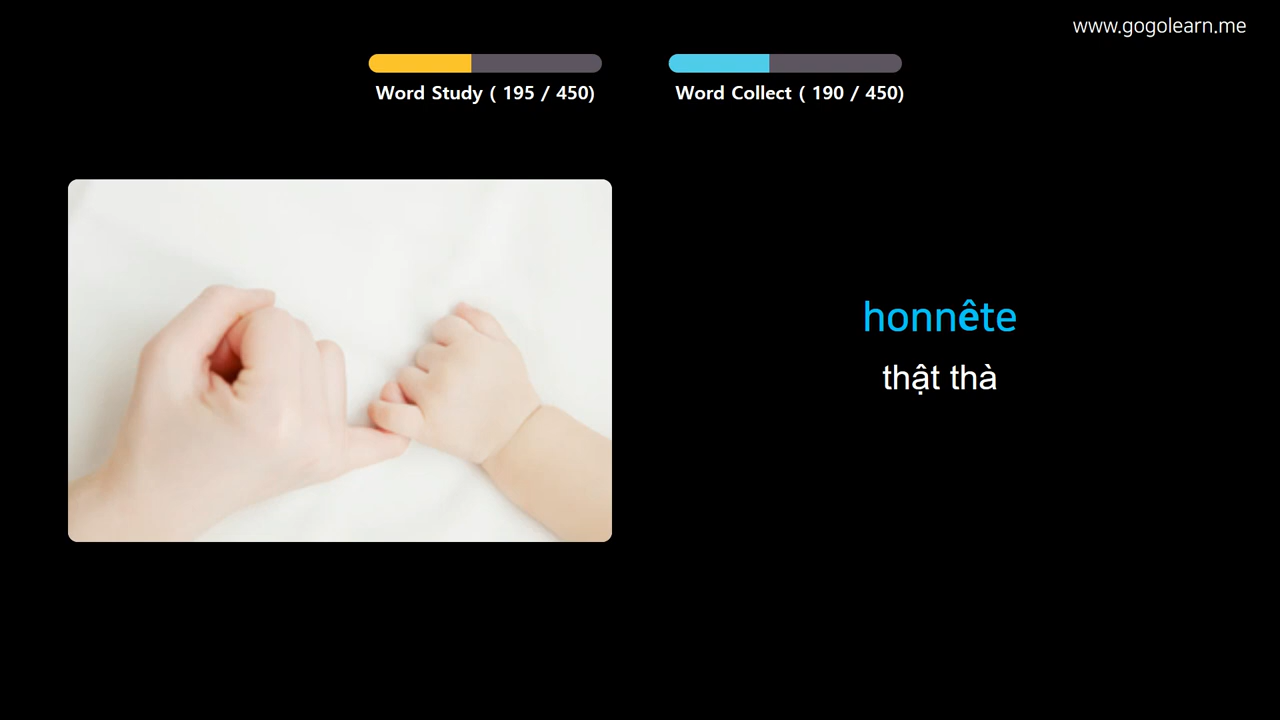 www.gogolearn.me
Word Study ( 195 / 450)
Word Collect ( 190 / 450)
honnête
thật thà